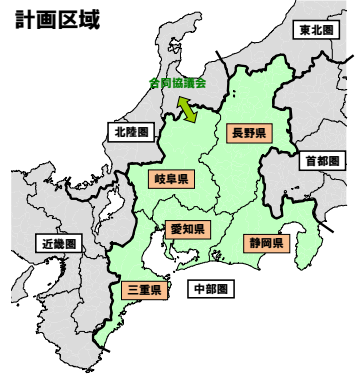 計画区域
東北圏
合同協議会
北陸圏
長野県
首都圏
岐阜県
愛知県
近畿圏
静岡県
三重県
中部圏